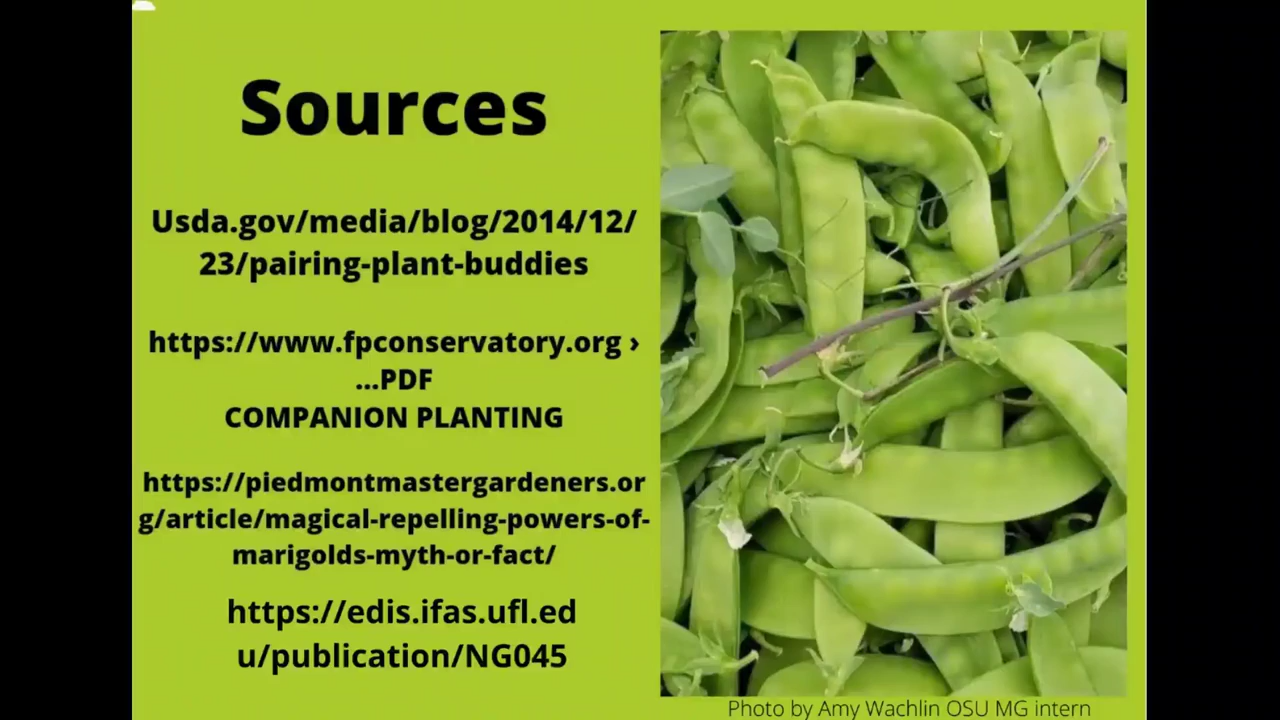 Sources
Usda.gov/media/blog/2014/12/
23/pairing-plant-buddies
https://www.fpconservatory.org ›
...PDF
COMPANION PLANTING
https://piedmontmastergardeners.or
g/article/magical-repelling-powers-of-
marigolds-myth-or-fact/
https://edis.ifas.ufl.ed
u/publication/NG045
Photo by Amy Wachlin OSU MG intern